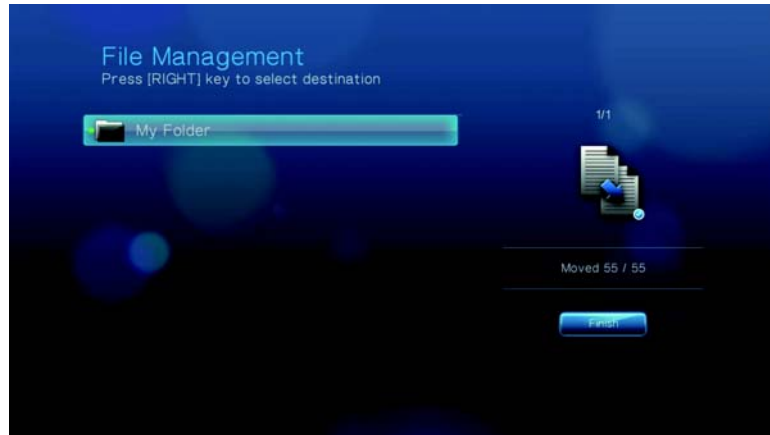 File Management
Press [RIGHT] key to select destination
My Folder
1/1
Moved 55 / 55
Finish